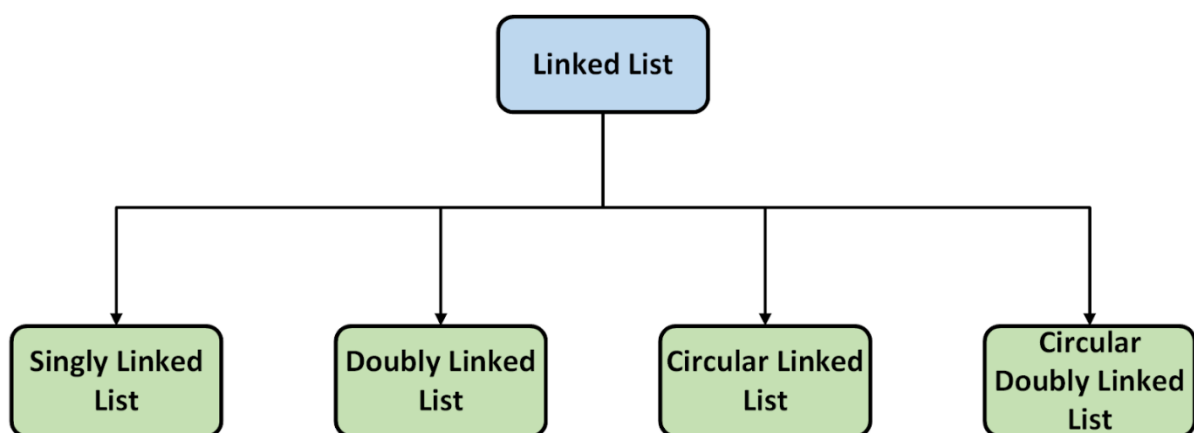 Linked List
Singly Linked
List
Doubly Linked
List
Circular Linked
List
Circular
Doubly Linked
List